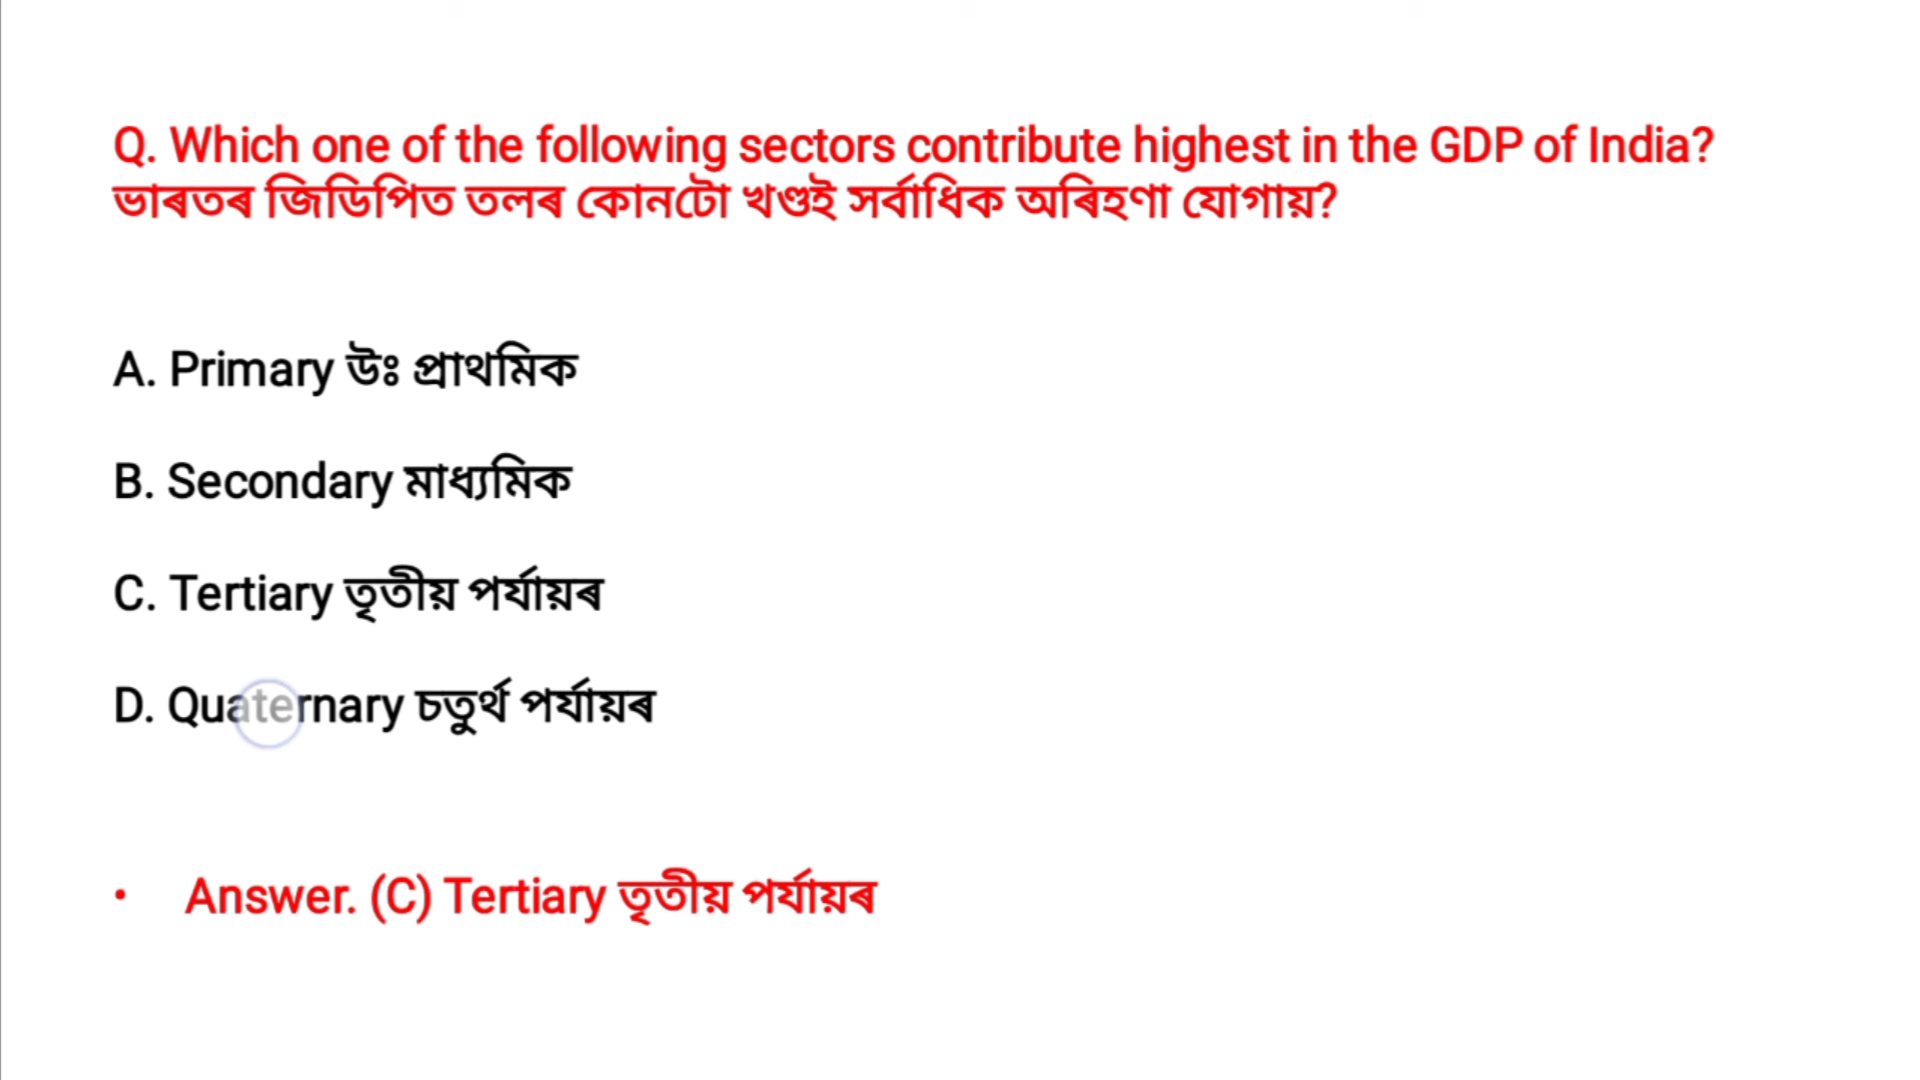 Q. Which one of the following sectors contribute highest in the GDP of India?
ভাৰতৰ জিডিপিত তলৰ কোনটো খণ্ডই সৰ্বাধিক অৰিহণা যোগায়?
A. Primary উঃ প্ৰাথমিক
B. Secondary মাধ্যমিক
C. Tertiary তৃতীয় পৰ্যায়ৰ
D. Quaternary চতুৰ্থ পৰ্যায়ৰ
• Answer. (C) Tertiary তৃতীয় পৰ্যায়ৰ